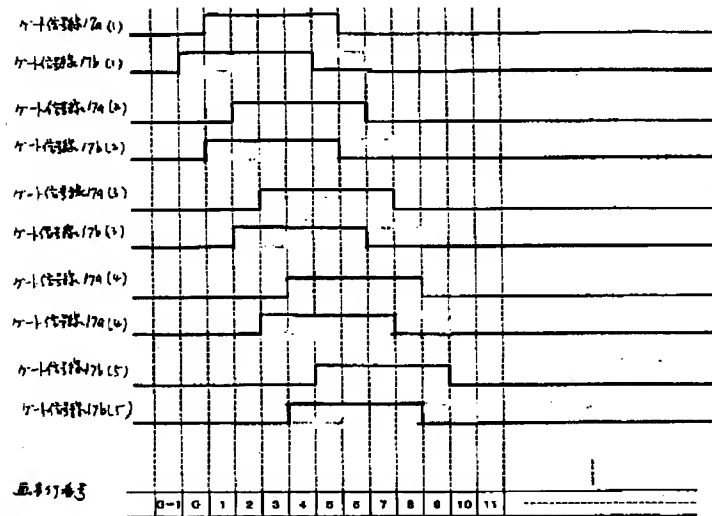 ゲート信号線17a(1)
ゲート信号線17b(1)
ゲート信号線17a(2)
ゲート信号線17b(2)
ゲート信号線17a(3)
ゲート信号線17b(3)
ゲート信号線17a(4)
ゲート信号線17a(4)
ゲート信号線17b(5)
ゲート信号線17b(5)
画素行番号
0-1 0 1 2 3 4 5 6 7 8 9 10 11